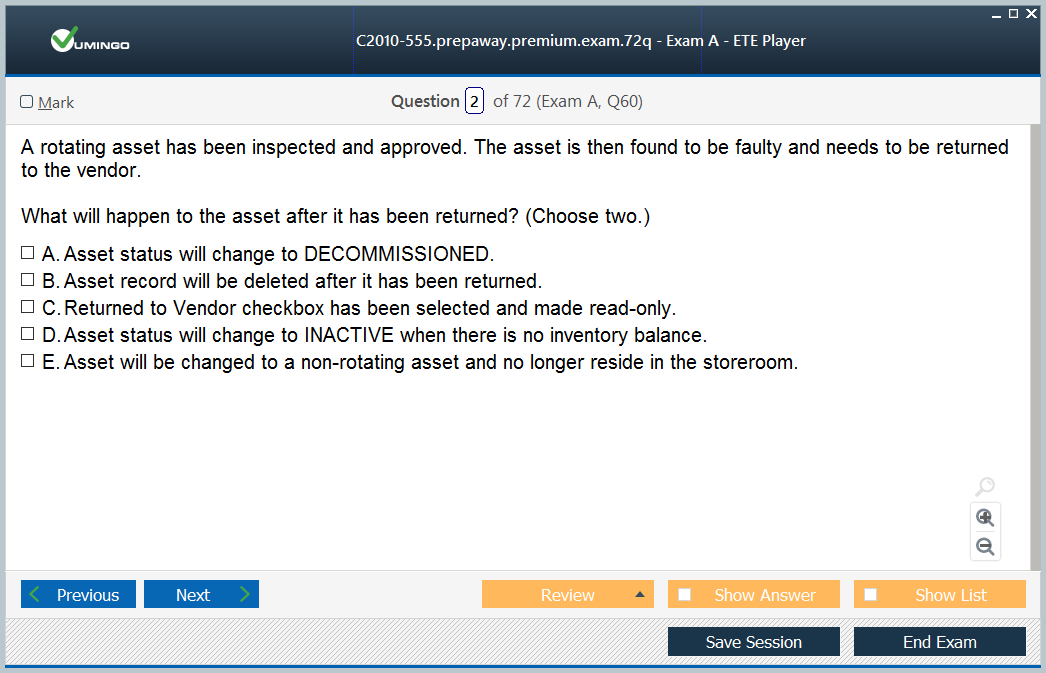 VUMINGO
C2010-555.prepaway.premium.exam.72q - Exam A - ETE Player
Mark
Question 2 of 72 (Exam A, Q60)
A rotating asset has been inspected and approved. The asset is then found to be faulty and needs to be returned
to the vendor.
What will happen to the asset after it has been returned? (Choose two.)
A. Asset status will change to DECOMMISSIONED.
B. Asset record will be deleted after it has been returned.
C. Returned to Vendor checkbox has been selected and made read-only.
D. Asset status will change to INACTIVE when there is no inventory balance.
E. Asset will be changed to a non-rotating asset and no longer reside in the storeroom.
Previous Next Review Show Answer Show List
Save Session End Exam